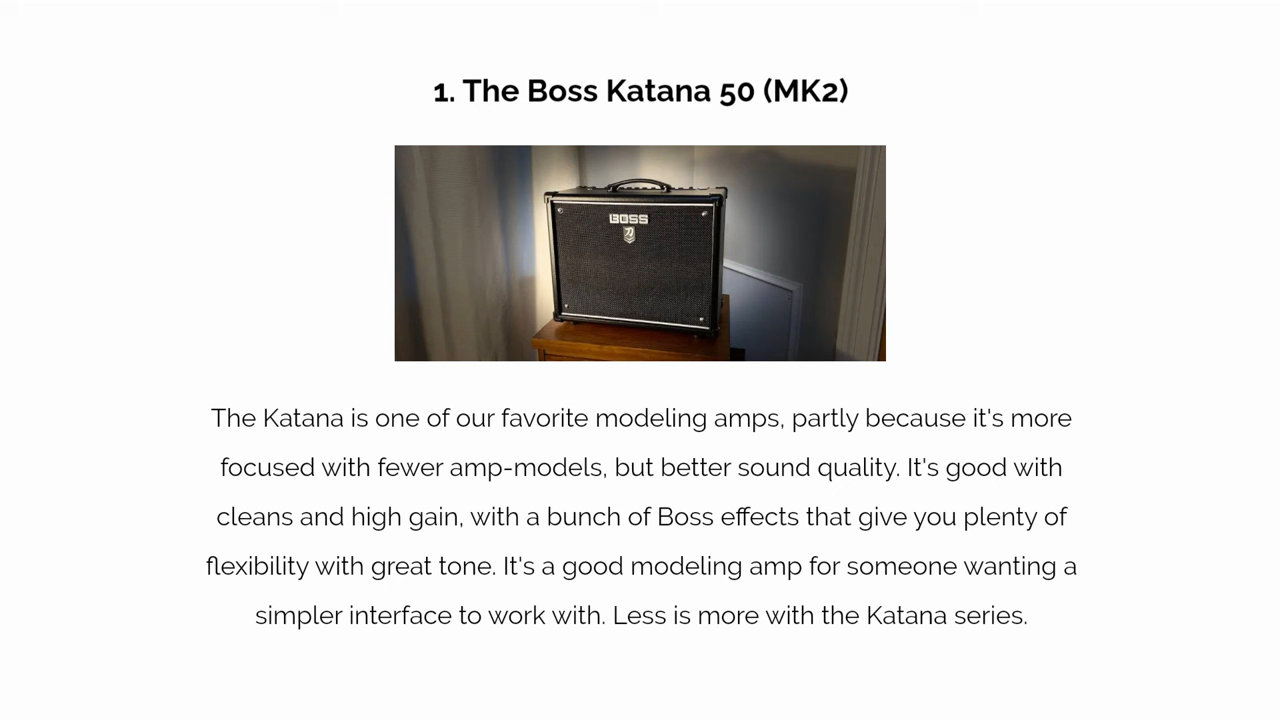 1. The Boss Katana 50 (MK2)
BOSS
The Katana is one of our favorite modeling amps, partly because it's more
focused with fewer amp-models, but better sound quality. It's good with
cleans and high gain, with a bunch of Boss effects that give you plenty of
flexibility with great tone. It's a good modeling amp for someone wanting a
simpler interface to work with. Less is more with the Katana series.